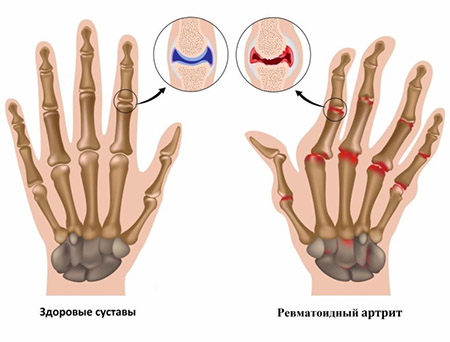 Здоровые суставы
Ревматоидный артрит